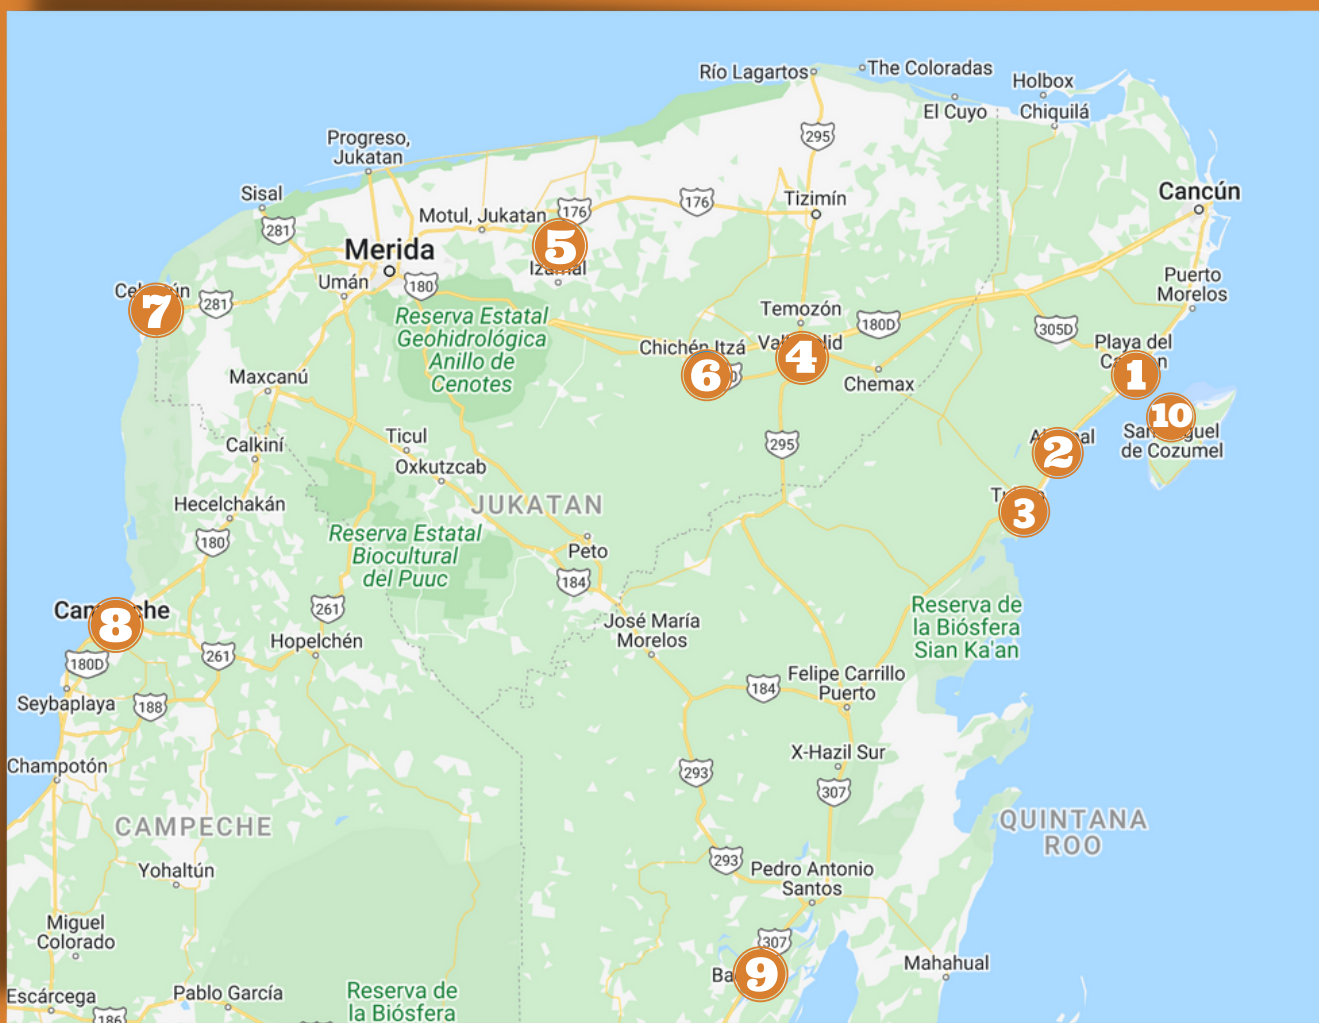 Río Lagartos
The Coloradas
Holbox
El Cuyo
Chiquilá
295
Progreso,
Jukatan
Sisal
281
Motul, Jukatan
176
176
Tizimín
Cancún
Merida
5
Umán
180
7
281
Puerto
Morelos
Temozón
180D
305D
Reserva Estatal
Geohidrológica
Anillo de
Cenotes
Chichén Itzá
6
4
Chemax
Playa del
1
Maxcanú
10
de Cozumel
Calkiní
Ticul
Oxkutzcab
295
2
3
Hecelchakán
180
JUKATAN
Reserva Estatal
Biocultural
del Puuc
Peto
184
8
261
Hopelchén
261
180D
Seybaplaya
188
José María
Morelos
Reserva de
la Biósfera
Sian Ka'an
184
Felipe Carrillo
Puerto
X-Hazil Sur
307
293
Champotón
CAMPECHE
QUINTANA
ROO
Yohaltún
293
Pedro Antonio
Santos
Miguel
Colorado
307
9
Mahahual
Escárcega
186
Pablo García
Reserva de
la Biósfera